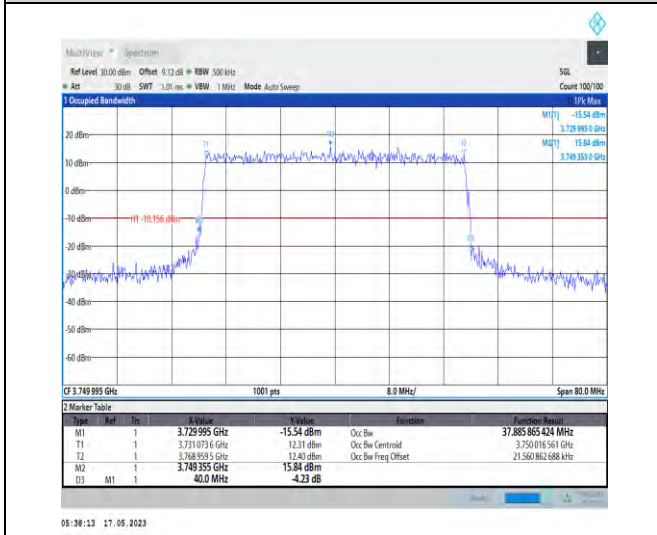 MultiView Spectrum
Ref Level 30.00 dBm Offset 9.12 dB RBW 500 kHz SGL
Att 30 dB SWT 1.01 ms VBW 1 MHz Mode Auto Sweep Count 100/100
1 Occupied Bandwidth 1Pk Max
M1[1] -15.54 dBm
3.729 995 0 GHz
20 dBm M2[1] 15.84 dBm
3.749 355 0 GHz
T1 M2 T2
10 dBm
0 dBm
-10 dBm H1 -10.156 dBm
M1
-20 dBm D3
-30 dBm
-40 dBm
-50 dBm
-60 dBm
CF 3.749 995 GHz 1001 pts 8.0 MHz/ Span 80.0 MHz
2 Marker Table
Type Ref Trc X-Value Y-Value Function Function Result
M1 1 3.729 995 GHz -15.54 dBm Occ Bw 37.885 865 424 MHz
T1 1 3.731 073 6 GHz 12.31 dBm Occ Bw Centroid 3.750 016 561 GHz
T2 1 3.768 959 5 GHz 12.40 dBm Occ Bw Freq Offset 21.560 862 688 kHz
M2 1 3.749 355 GHz 15.84 dBm
D3 M1 1 40.0 MHz -4.23 dB
05:38:13 17.05.2023